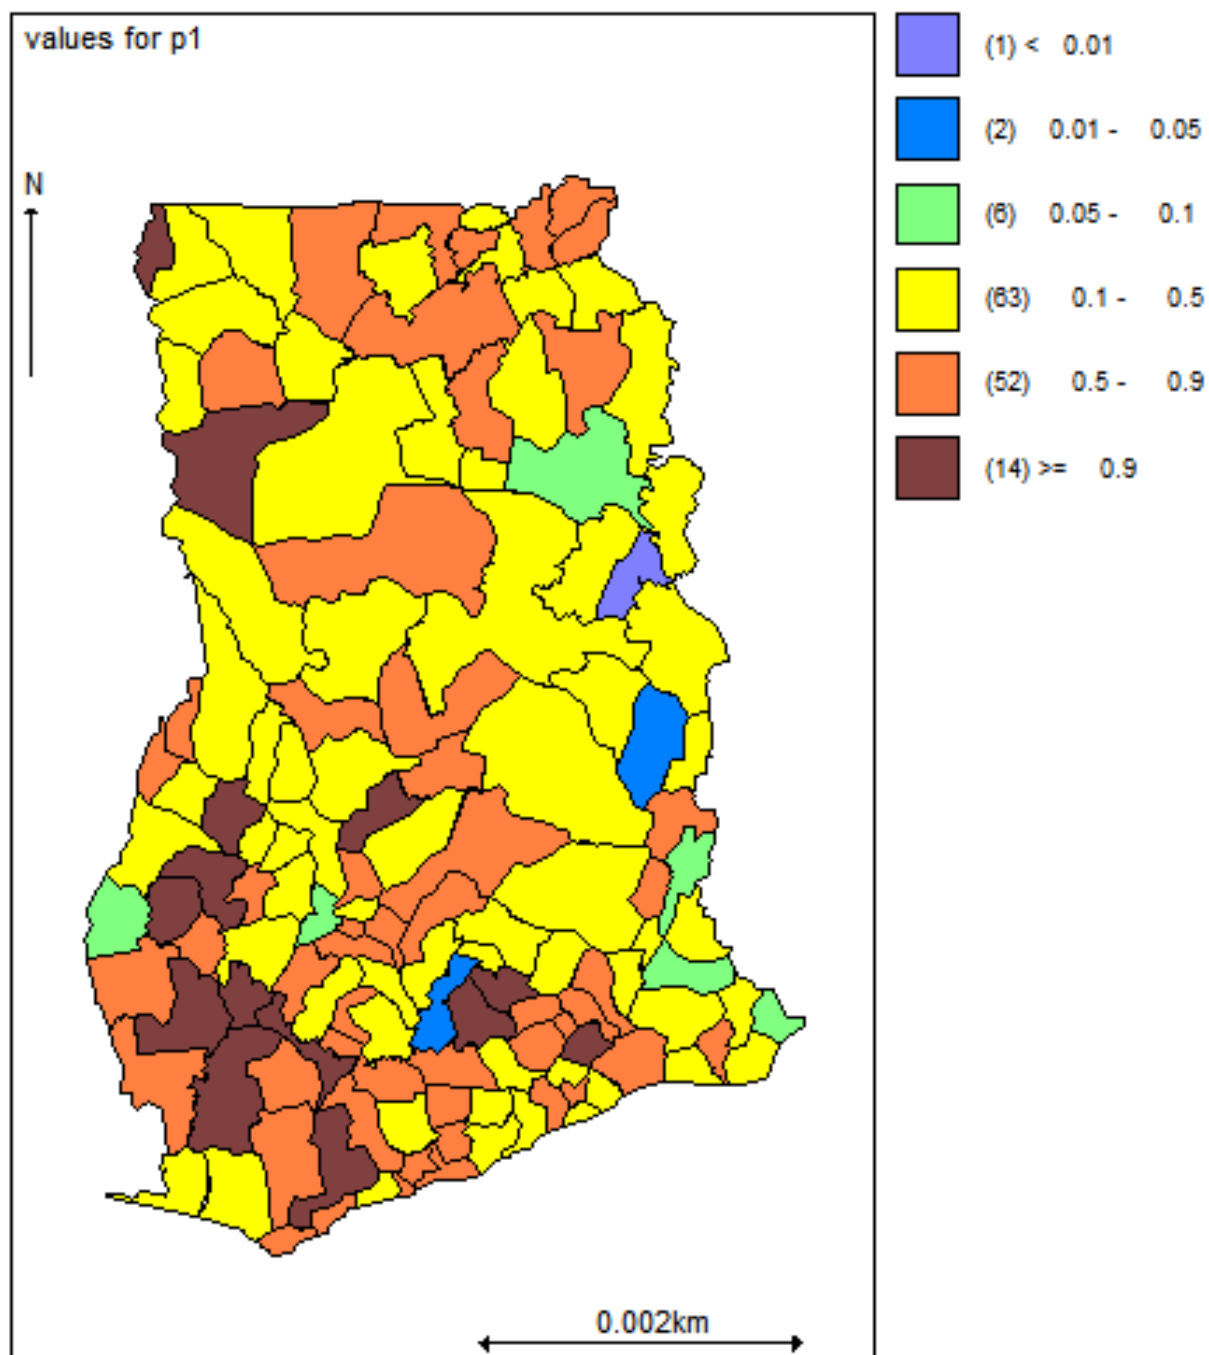 values for p1
N
(1) < 0.01
(2) 0.01 - 0.05
(6) 0.05 - 0.1
(63) 0.1 - 0.5
(52) 0.5 - 0.9
(14) >= 0.9
0.002km